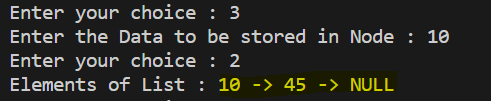 Enter your choice : 3
Enter the Data to be stored in Node : 10
Enter your choice : 2
Elements of List : 10 -> 45 -> NULL